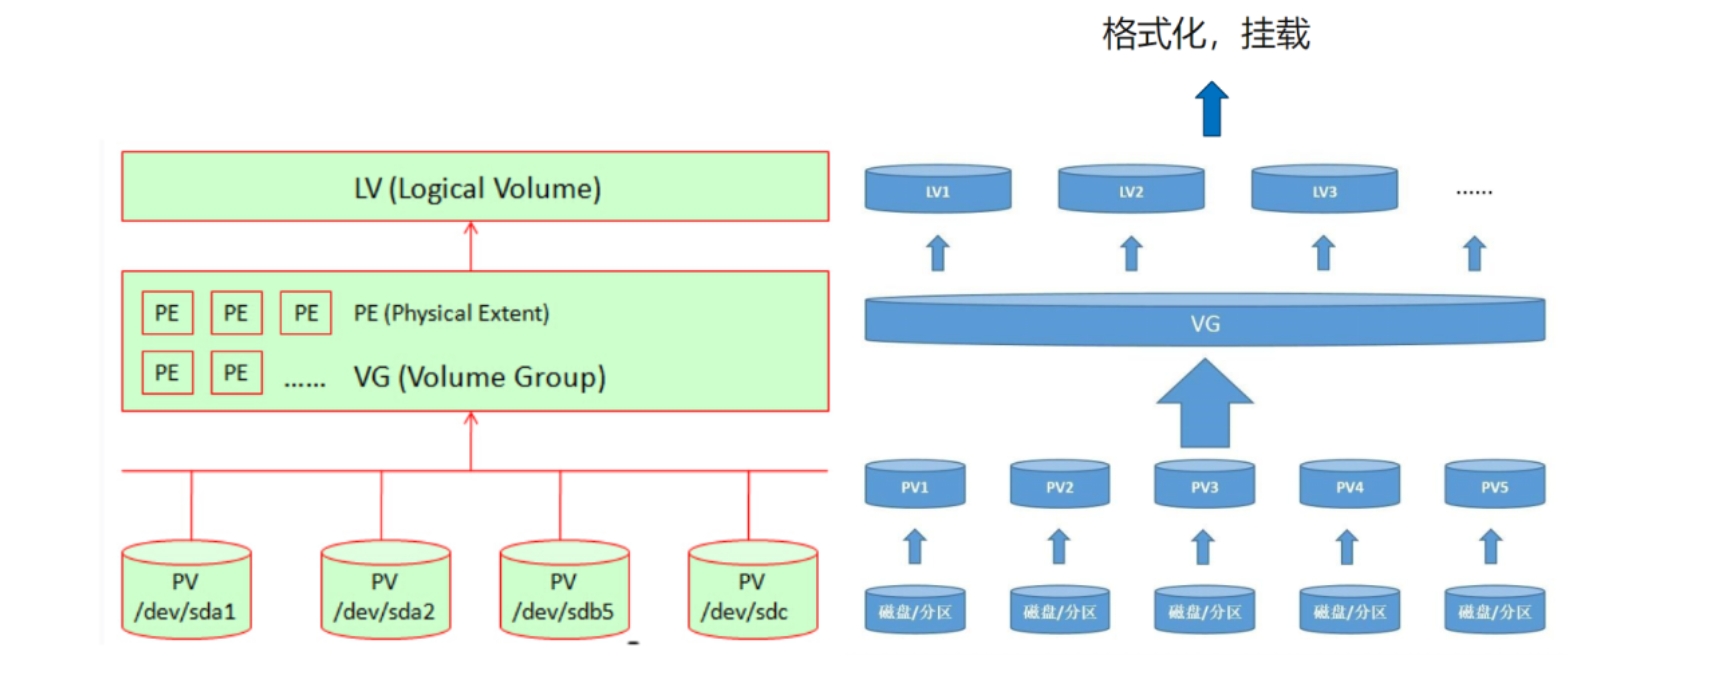 格式化，挂载
LV (Logical Volume)
PE PE PE PE (Physical Extent)
PE PE ...... VG (Volume Group)
PV
/dev/sda1
PV
/dev/sda2
PV
/dev/sdb5
PV
/dev/sdc
LV1 LV2 LV3 ......
VG
PV1 PV2 PV3 PV4 PV5
磁盘/分区 磁盘/分区 磁盘/分区 磁盘/分区 磁盘/分区